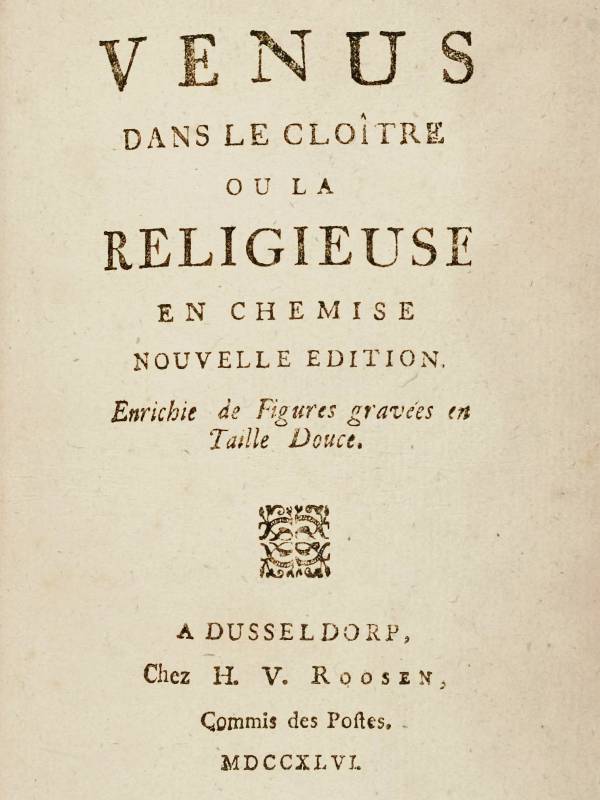 VENUS
DANS LE CLOÎTRE
OU LA
RELIGIEUSE
EN CHEMISE
NOUVELLE EDITION.
Enrichie de Figures gravées en
Taille Douce.
A DUSSELDORP,
Chez H. V. ROOSEN,
Commis des Poſtes.
MDCCXLVI.